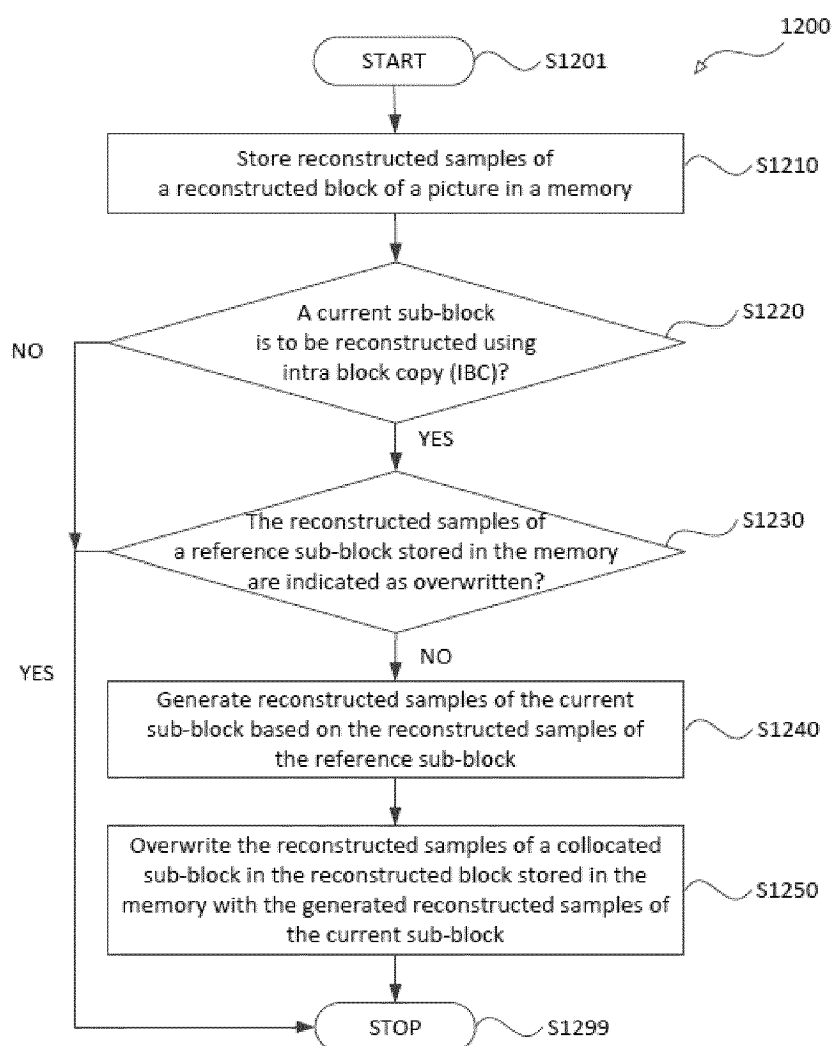 1200
START
S1201
Store reconstructed samples of
a reconstructed block of a picture in a memory
S1210
A current sub-block
is to be reconstructed using
intra block copy (IBC)?
S1220
NO
YES
The reconstructed samples of
a reference sub-block stored in the memory
are indicated as overwritten?
S1230
YES
NO
Generate reconstructed samples of the current
sub-block based on the reconstructed samples of
the reference sub-block
S1240
Overwrite the reconstructed samples of a collocated
sub-block in the reconstructed block stored in the
memory with the generated reconstructed samples of
the current sub-block
S1250
STOP
S1299